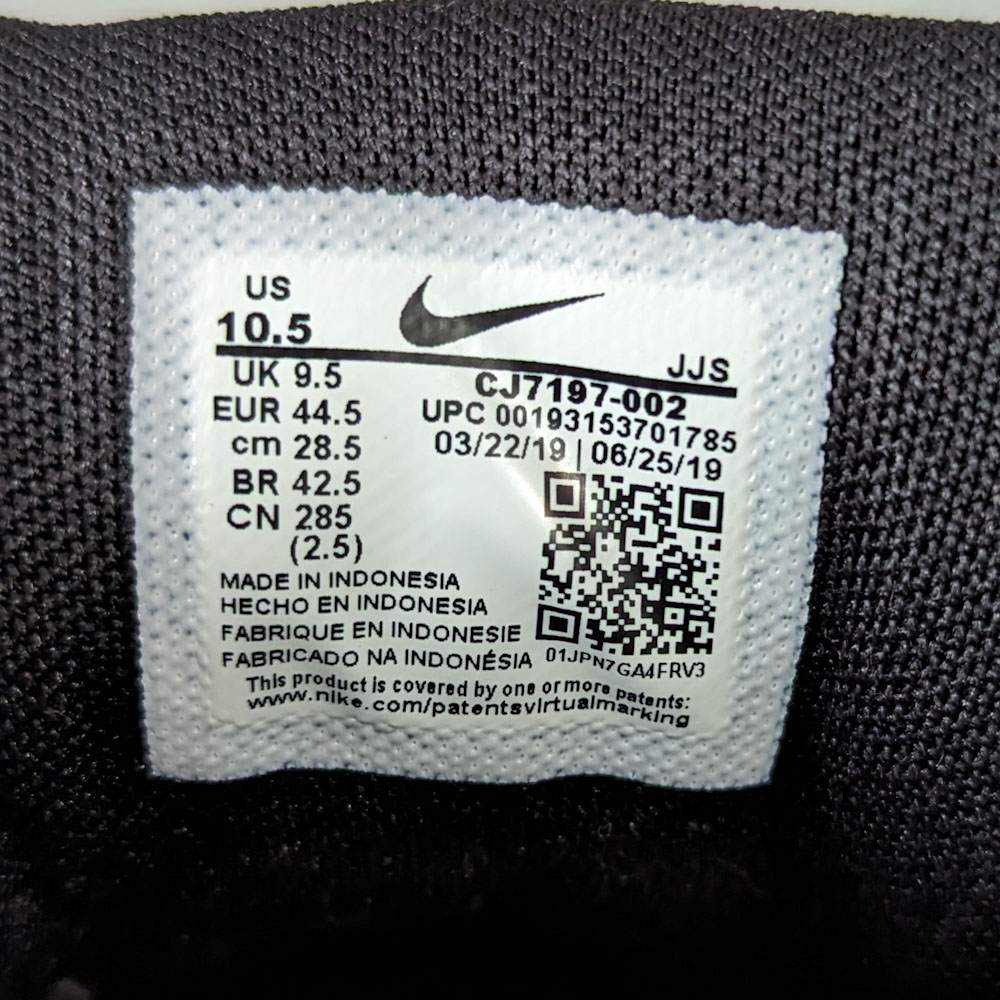 US
10.5
JJS
UK 9.5
EUR 44.5
cm 28.5
BR 42.5
CN 285
(2.5)
CJ7197-002
UPC 00193153701785
03/22/19 | 06/25/19
MADE IN INDONESIA
HECHO EN INDONESIA
FABRIQUE EN INDONESIE
FABRICADO NA INDONÉSIA
01JPN7GA4FRV3
This product is covered by one or more patents:
www.nike.com/patentsvirtualmarking